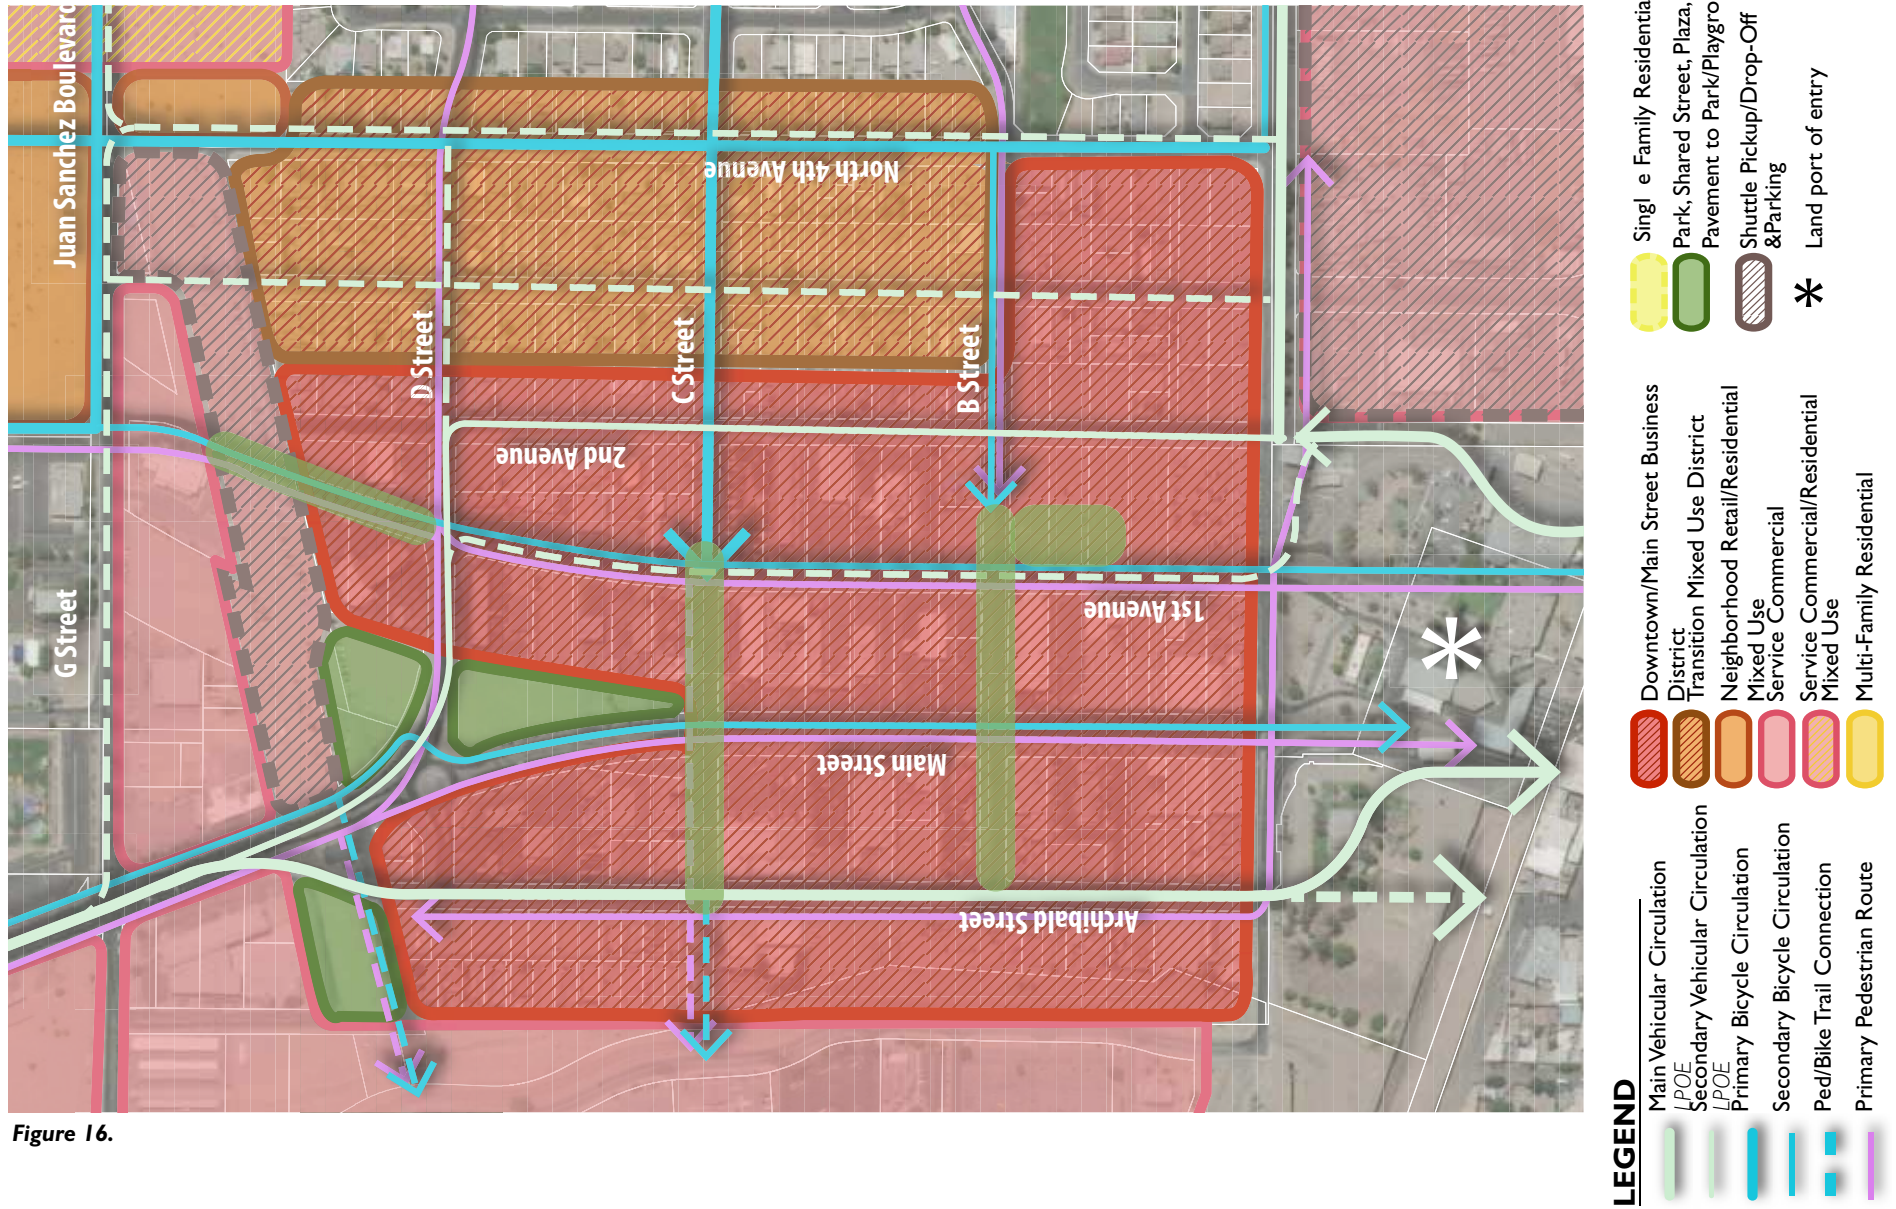 Juan Sanchez Boulevard
North 4th Avenue
D Street
C Street
B Street
2nd Avenue
G Street
1st Avenue
Main Street
Archibald Street
*
Figure 16.
LEGEND
Main Vehicular Circulation
LPOE
Secondary Vehicular Circulation
LPOE
Primary Bicycle Circulation
Secondary Bicycle Circulation
Ped/Bike Trail Connection
Primary Pedestrian Route
Downtown/Main Street Business
District
Transition Mixed Use District
Neighborhood Retail/Residential
Mixed Use
Service Commercial
Service Commercial/Residential
Mixed Use
Multi-Family Residential
Singl e Family Residentia
Park, Shared Street, Plaza,
Pavement to Park/Playgro
Shuttle Pickup/Drop-Off
&Parking
* Land port of entry